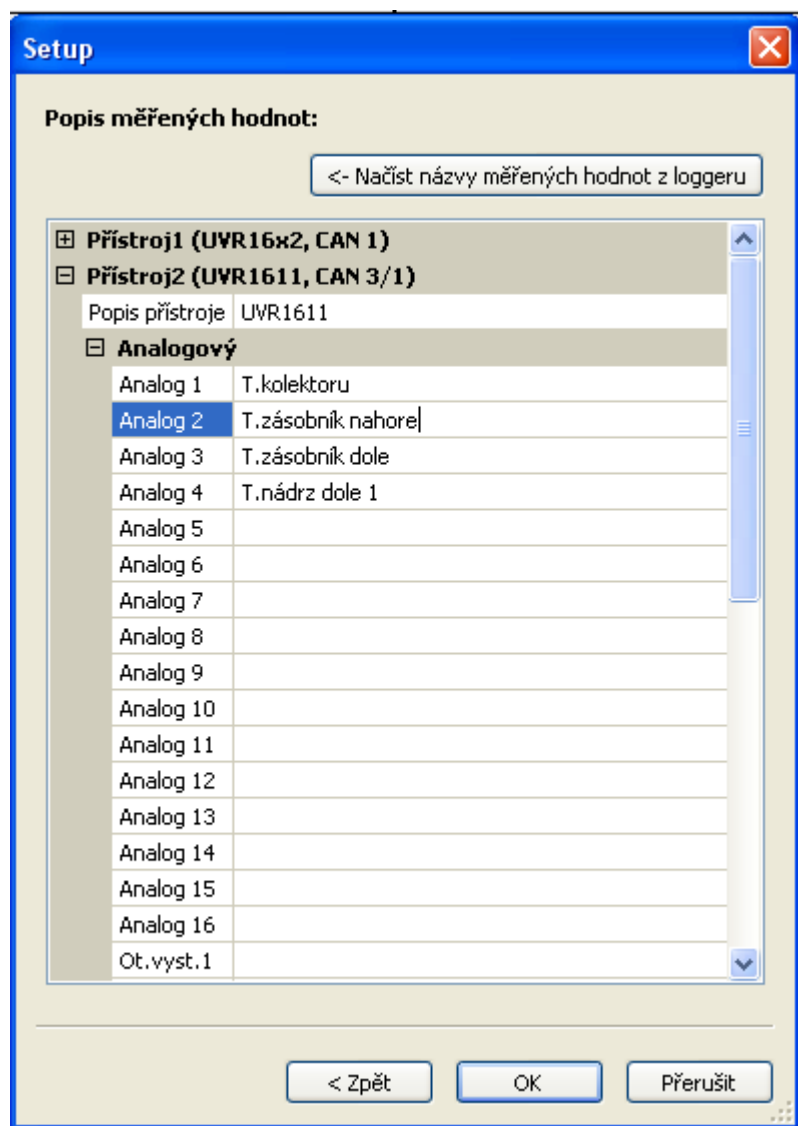 Setup
Popis měřených hodnot:
<- Načíst názvy měřených hodnot z loggeru
Přístroj1 (UVR16x2, CAN 1)
Přístroj2 (UVR1611, CAN 3/1)
Popis přístroje UVR1611
Analogový
Analog 1 T.kolektoru
Analog 2 T.zásobník nahore
Analog 3 T.zásobník dole
Analog 4 T.nádrz dole 1
Analog 5
Analog 6
Analog 7
Analog 8
Analog 9
Analog 10
Analog 11
Analog 12
Analog 13
Analog 14
Analog 15
Analog 16
Ot.vyst.1
< Zpět OK Přerušit